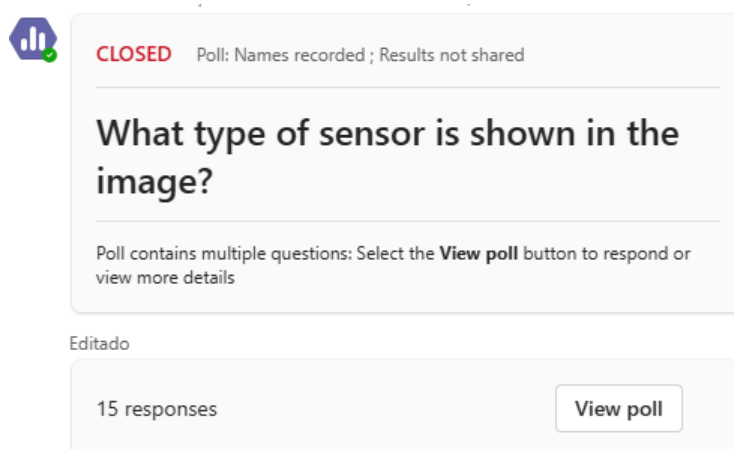 CLOSED Poll: Names recorded ; Results not shared
What type of sensor is shown in the
image?
Poll contains multiple questions: Select the View poll button to respond or
view more details
Editado
15 responses View poll